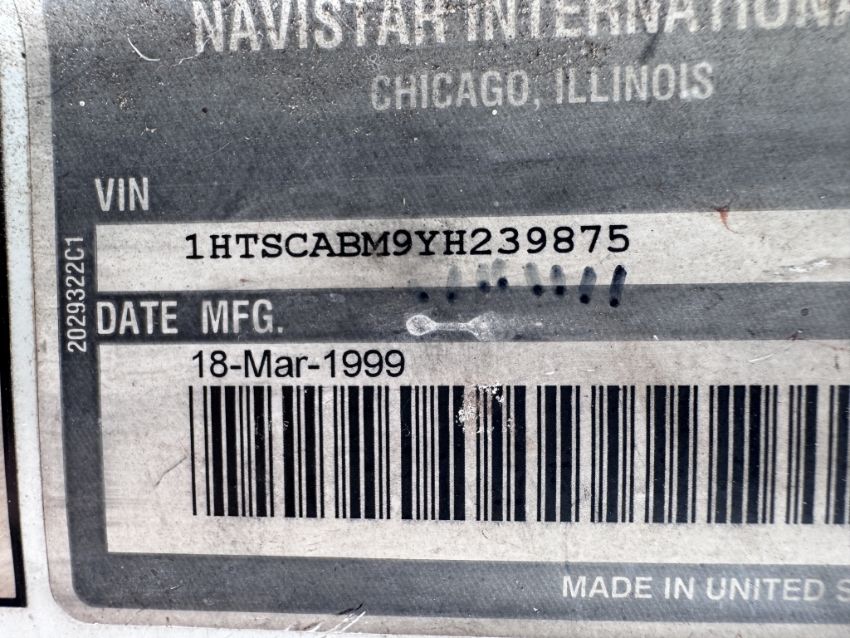 NAVISTAR INTERNATIONA
CHICAGO, ILLINOIS
VIN
1HTSCABM9YH239875
2029322C1
DATE MFG.
18-Mar-1999
MADE IN UNITED S